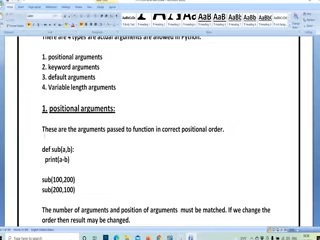 There are 4 types are actual arguments are allowed in Python.
1. positional arguments
2. keyword arguments
3. default arguments
4. Variable length arguments
1. positional arguments:
These are the arguments passed to function in correct positional order.
def sub(a,b):
print(a-b)
sub(100,200)
sub(200,100)
The number of arguments and position of arguments must be matched. If we change the
order then result may be changed.